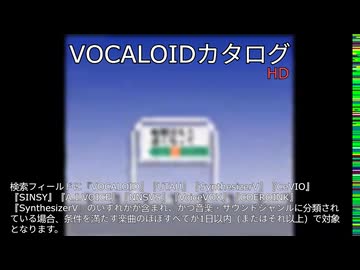 VOCALOIDカタログ
HD
検索フィールドに『VOCALOID』『UTAU』『SynthesizerV』『CeVIO』
『SINSY』『A.I.VOICE』『NNSVS』『VOICEVOX』
『SynthesizerV のいずれかが含まれ、かつ音楽・サウンドジャンルに分類され
ている場合、条件を満たす楽曲のほぼすべてが1日以内（またはそれ以上）で対象
となります。